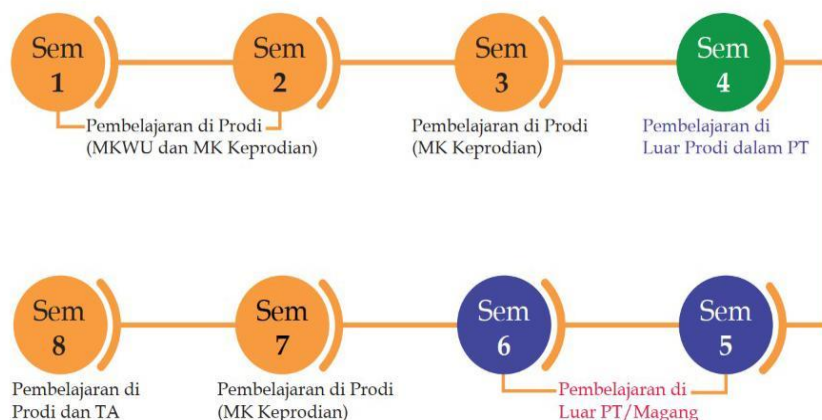 Sem
1
Sem
2
Sem
3
Sem
4
Pembelajaran di Prodi
(MKWU dan MK Keprodian)
Pembelajaran di Prodi
(MK Keprodian)
Pembelajaran di
Luar Prodi dalam PT
Sem
8
Sem
7
Sem
6
Sem
5
Pembelajaran di
Prodi dan TA
Pembelajaran di Prodi
(MK Keprodian)
Pembelajaran di
Luar PT/Magang